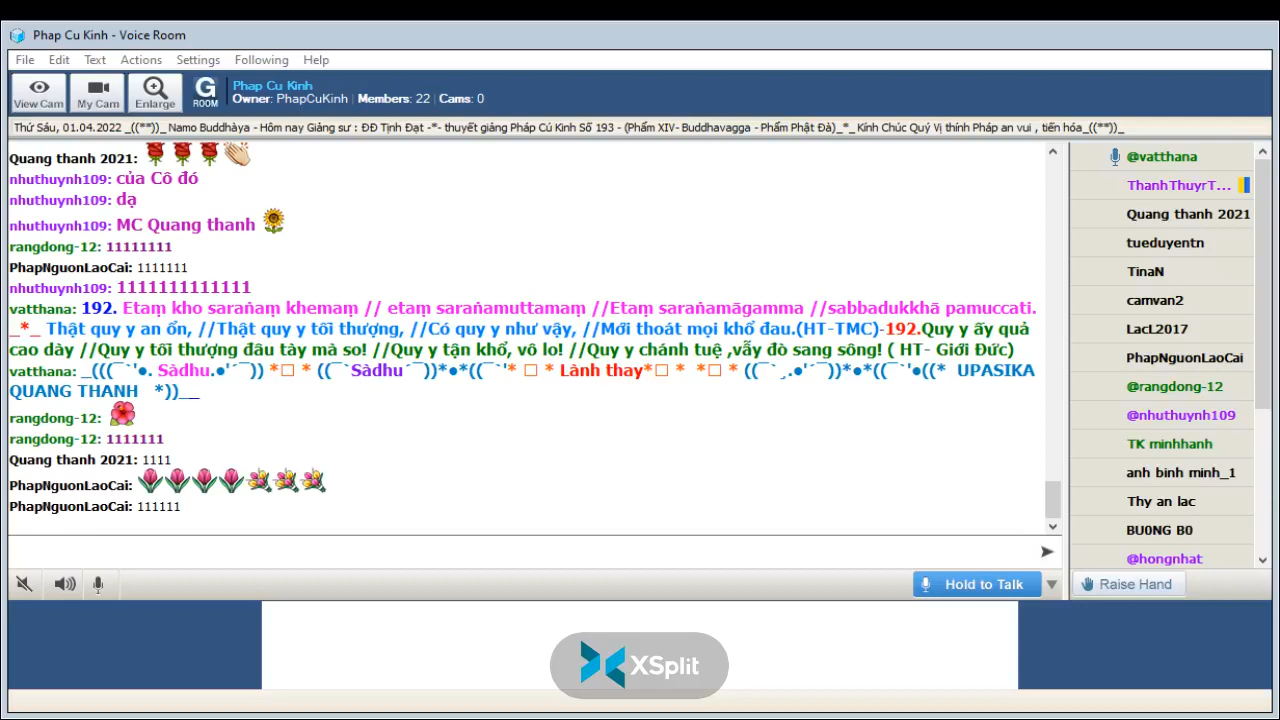 Phap Cu Kinh - Voice Room
File Edit Text Actions Settings Following Help
View Cam My Cam Enlarge G ROOM
Phap Cu Kinh
Owner: PhapCuKinh | Members: 22 | Cams: 0
Thứ Sáu, 01.04.2022 _((**))_ Namo Buddhàya - Hôm nay Giảng sư : ĐĐ Tịnh Đạt -*- thuyết giảng Pháp Cú Kinh Số 193 - (Phẩm XIV- Buddhavagga - Phẩm Phật Đà)_*_ Kính Chúc Quý Vị thính Pháp an vui , tiến hóa_((**))_
Quang thanh 2021:
nhuthuynh109: của Cô đó
nhuthuynh109: dạ
nhuthuynh109: MC Quang thanh
rangdong-12: 11111111
PhapNguonLaoCai: 1111111
nhuthuynh109: 1111111111111
vatthana: 192. Etaṃ kho saraṅaṃ khemaṃ // etaṃ saraṅamuttamaṃ //Etaṃ saraṅamāgamma //sabbadukkhā pamuccati.
_*_ Thật quy y an ổn, //Thật quy y tối thượng, //Có quy y như vậy, //Mới thoát mọi khổ đau.(HT-TMC)-192.Quy y ấy quả
cao dày //Quy y tối thượng đâu tày mà so! //Quy y tận khổ, vô lo! //Quy y chánh tuệ ,vẫy đò sang sông! ( HT- Giới Đức)
vatthana: _(((¯`'●. Sàdhu.●'´¯)) *□ * ((¯`Sàdhu´¯))*●*((¯`'* □ * Lành thay*□ * *□ * ((¯`¸.●'´¯))*●*((¯`'●((* UPASIKA
QUANG THANH *))__
rangdong-12:
rangdong-12: 1111111
Quang thanh 2021: 1111
PhapNguonLaoCai:
PhapNguonLaoCai: 111111
@vatthana
ThanhThuyrT...
Quang thanh 2021
tueduyentn
TinaN
camvan2
LacL2017
PhapNguonLaoCai
@rangdong-12
@nhuthuynh109
TK minhhanh
anh binh minh_1
Thy an lac
BU0NG B0
@hongnhat
Hold to Talk
Raise Hand
XSplit